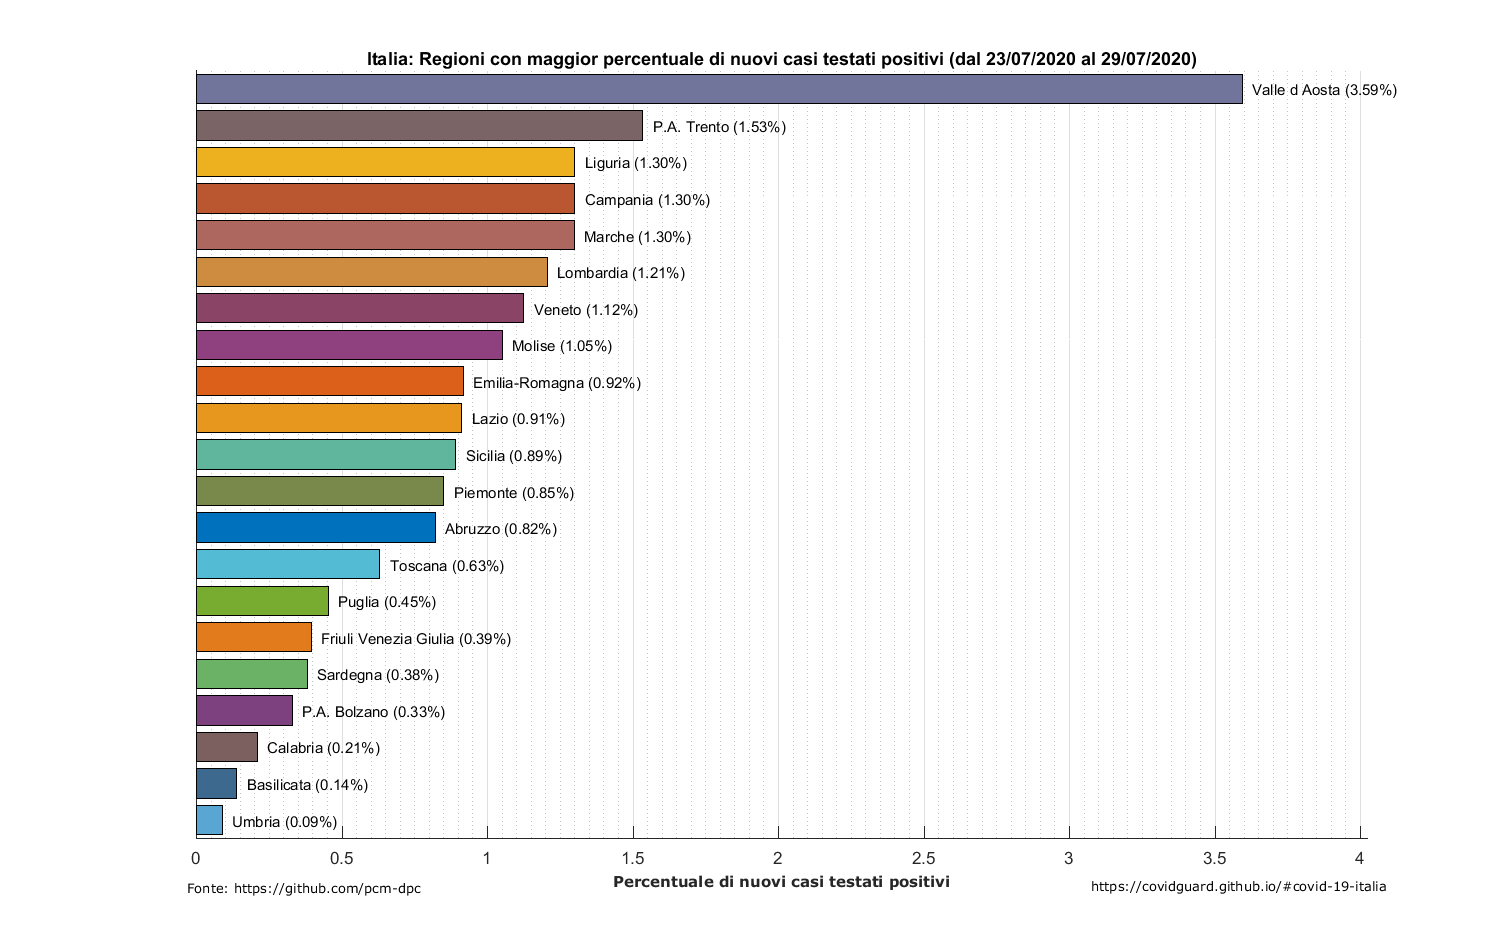 Italia: Regioni con maggior percentuale di nuovi casi testati positivi (dal 23/07/2020 al 29/07/2020)
Valle d Aosta (3.59%)
P.A. Trento (1.53%)
Liguria (1.30%)
Campania (1.30%)
Marche (1.30%)
Lombardia (1.21%)
Veneto (1.12%)
Molise (1.05%)
Emilia-Romagna (0.92%)
Lazio (0.91%)
Sicilia (0.89%)
Piemonte (0.85%)
Abruzzo (0.82%)
Toscana (0.63%)
Puglia (0.45%)
Friuli Venezia Giulia (0.39%)
Sardegna (0.38%)
P.A. Bolzano (0.33%)
Calabria (0.21%)
Basilicata (0.14%)
Umbria (0.09%)
0 0.5 1 1.5 2 2.5 3 3.5 4
Percentuale di nuovi casi testati positivi
Fonte: https://github.com/pcm-dpc
https://covidguard.github.io/#covid-19-italia